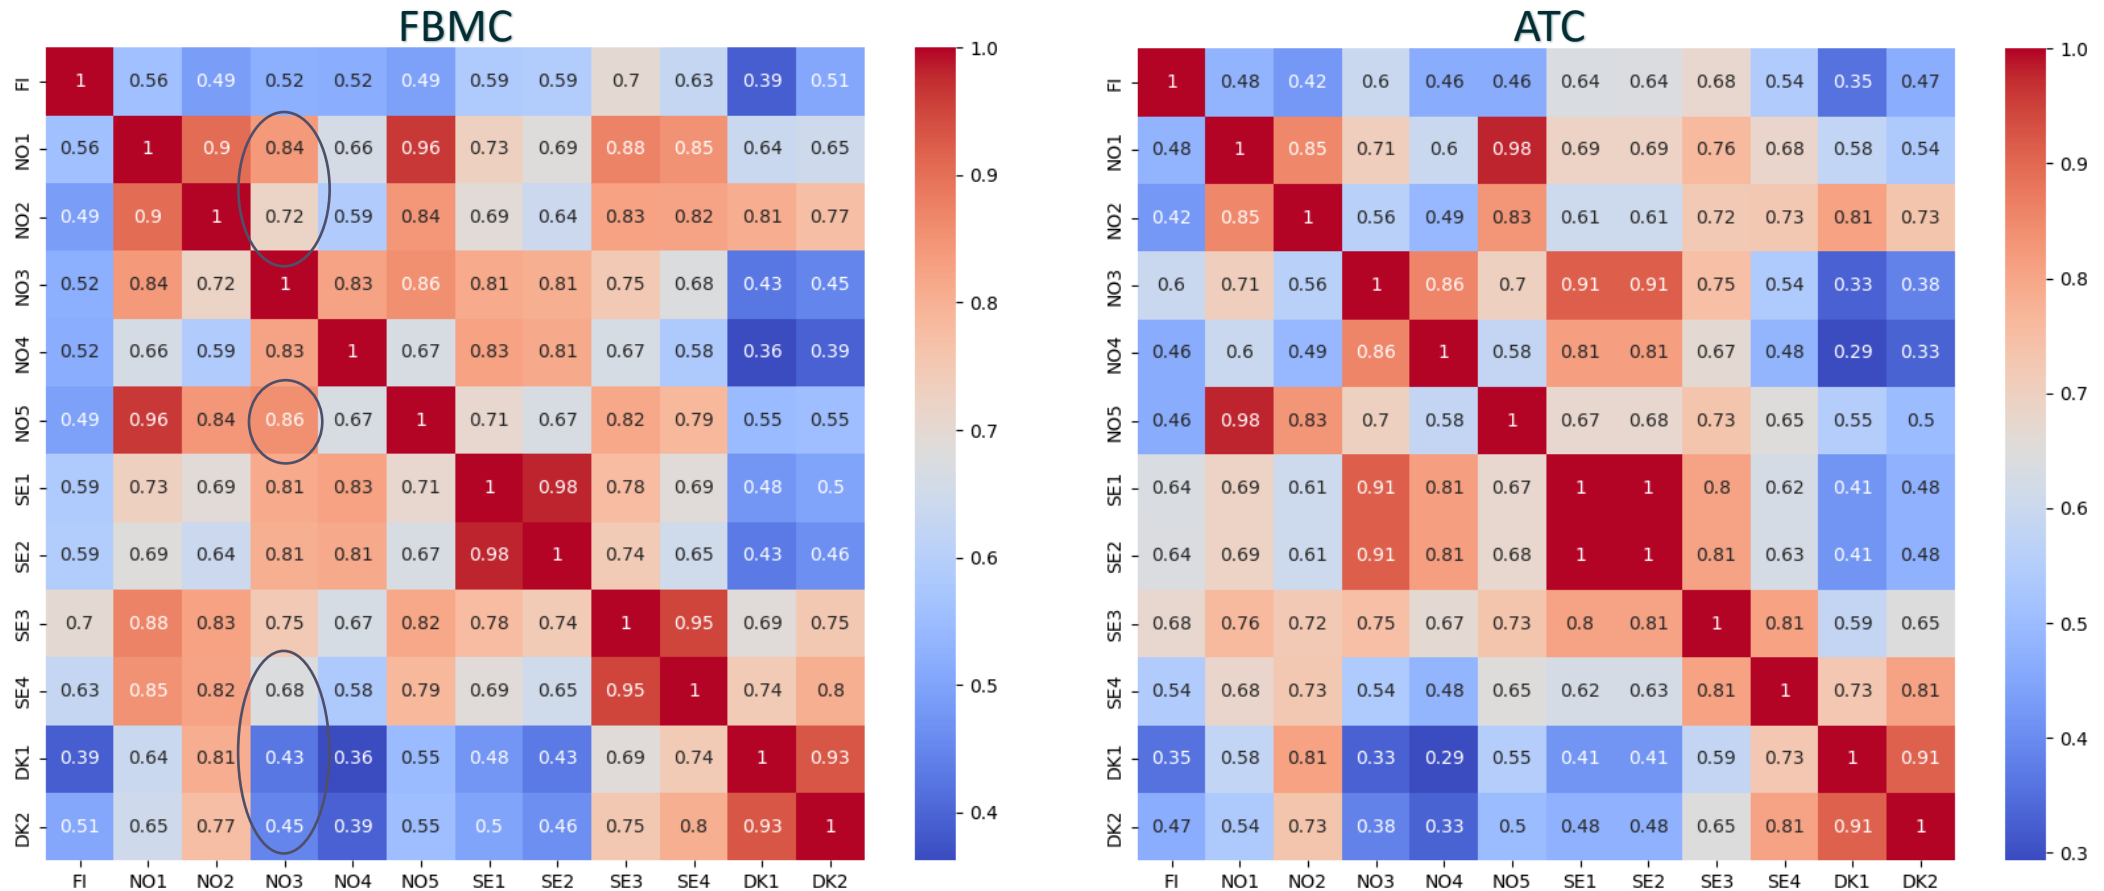 FBMC
FI 1 0.56 0.49 0.52 0.52 0.49 0.59 0.59 0.7 0.63 0.39 0.51
NO1 0.56 1 0.9 0.84 0.66 0.96 0.73 0.69 0.88 0.85 0.64 0.65
NO2 0.49 0.9 1 0.72 0.59 0.84 0.69 0.64 0.83 0.82 0.81 0.77
NO3 0.52 0.84 0.72 1 0.83 0.86 0.81 0.81 0.75 0.68 0.43 0.45
NO4 0.52 0.66 0.59 0.83 1 0.67 0.83 0.81 0.67 0.58 0.36 0.39
NO5 0.49 0.96 0.84 0.86 0.67 1 0.71 0.67 0.82 0.79 0.55 0.55
SE1 0.59 0.73 0.69 0.81 0.83 0.71 1 0.98 0.78 0.69 0.48 0.5
SE2 0.59 0.69 0.64 0.81 0.81 0.67 0.98 1 0.74 0.65 0.43 0.46
SE3 0.7 0.88 0.83 0.75 0.67 0.82 0.78 0.74 1 0.95 0.69 0.75
SE4 0.63 0.85 0.82 0.68 0.58 0.79 0.69 0.65 0.95 1 0.74 0.8
DK1 0.39 0.64 0.81 0.43 0.36 0.55 0.48 0.43 0.69 0.74 1 0.93
DK2 0.51 0.65 0.77 0.45 0.39 0.55 0.5 0.46 0.75 0.8 0.93 1
FI NO1 NO2 NO3 NO4 NO5 SE1 SE2 SE3 SE4 DK1 DK2
1.0
0.9
0.8
0.7
0.6
0.5
0.4
ATC
FI 1 0.48 0.42 0.6 0.46 0.46 0.64 0.64 0.68 0.54 0.35 0.47
NO1 0.48 1 0.85 0.71 0.6 0.98 0.69 0.69 0.76 0.68 0.58 0.54
NO2 0.42 0.85 1 0.56 0.49 0.83 0.61 0.61 0.72 0.73 0.81 0.73
NO3 0.6 0.71 0.56 1 0.86 0.7 0.91 0.91 0.75 0.54 0.33 0.38
NO4 0.46 0.6 0.49 0.86 1 0.58 0.81 0.81 0.67 0.48 0.29 0.33
NO5 0.46 0.98 0.83 0.7 0.58 1 0.67 0.68 0.73 0.65 0.55 0.5
SE1 0.64 0.69 0.61 0.91 0.81 0.67 1 1 0.8 0.62 0.41 0.48
SE2 0.64 0.69 0.61 0.91 0.81 0.68 1 1 0.81 0.63 0.41 0.48
SE3 0.68 0.76 0.72 0.75 0.67 0.73 0.8 0.81 1 0.81 0.59 0.65
SE4 0.54 0.68 0.73 0.54 0.48 0.65 0.62 0.63 0.81 1 0.73 0.81
DK1 0.35 0.58 0.81 0.33 0.29 0.55 0.41 0.41 0.59 0.73 1 0.91
DK2 0.47 0.54 0.73 0.38 0.33 0.5 0.48 0.48 0.65 0.81 0.91 1
FI NO1 NO2 NO3 NO4 NO5 SE1 SE2 SE3 SE4 DK1 DK2
1.0
0.9
0.8
0.7
0.6
0.5
0.4
0.3